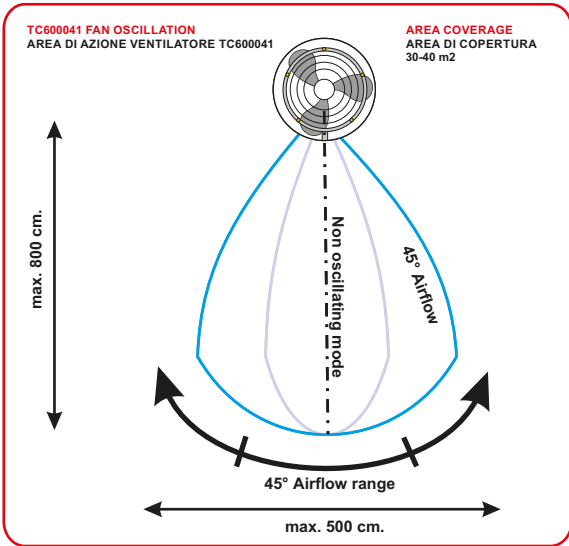 TC600041 FAN OSCILLATION
AREA DI AZIONE VENTILATORE TC600041
AREA COVERAGE
AREA DI COPERTURA
30-40 m2
max. 800 cm.
Non oscillating mode
45° Airflow
45° Airflow range
max. 500 cm.